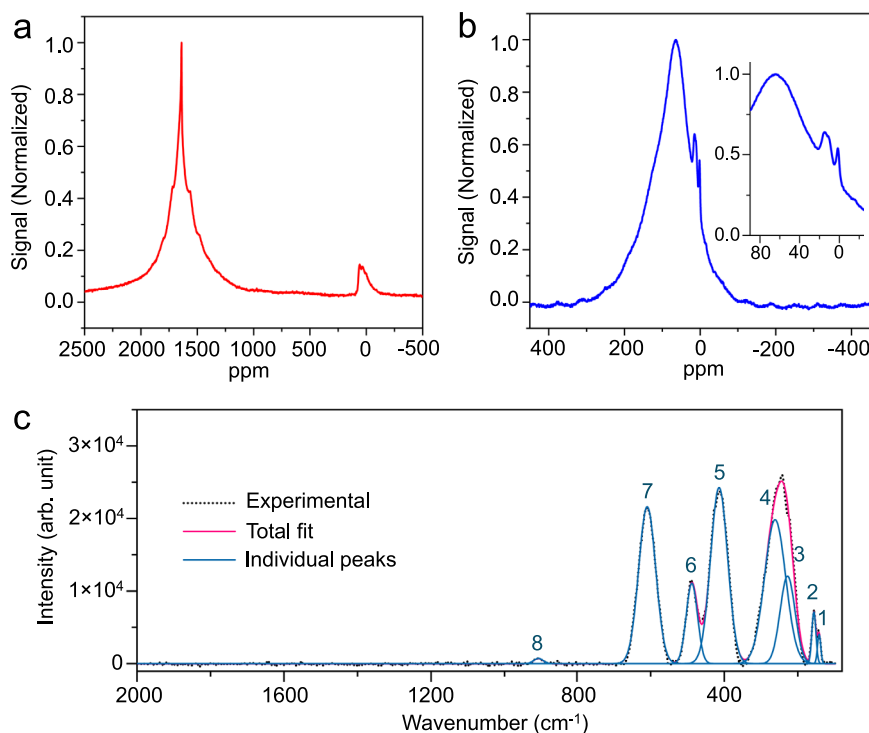 a
Signal (Normalized)
1.0
0.8
0.6
0.4
0.2
0.0
2500 2000 1500 1000 500 0 -500
ppm
b
Signal (Normalized)
1.0
0.8
0.6
0.4
0.2
0.0
400 200 0 -200 -400
ppm
1.0
0.5
0.0
80 40 0
c
Intensity (arb. unit)
3×10⁴
2×10⁴
1×10⁴
0
Experimental
Total fit
Individual peaks
8 7 6 5 4 3 2 1
2000 1600 1200 800 400
Wavenumber (cm⁻¹)